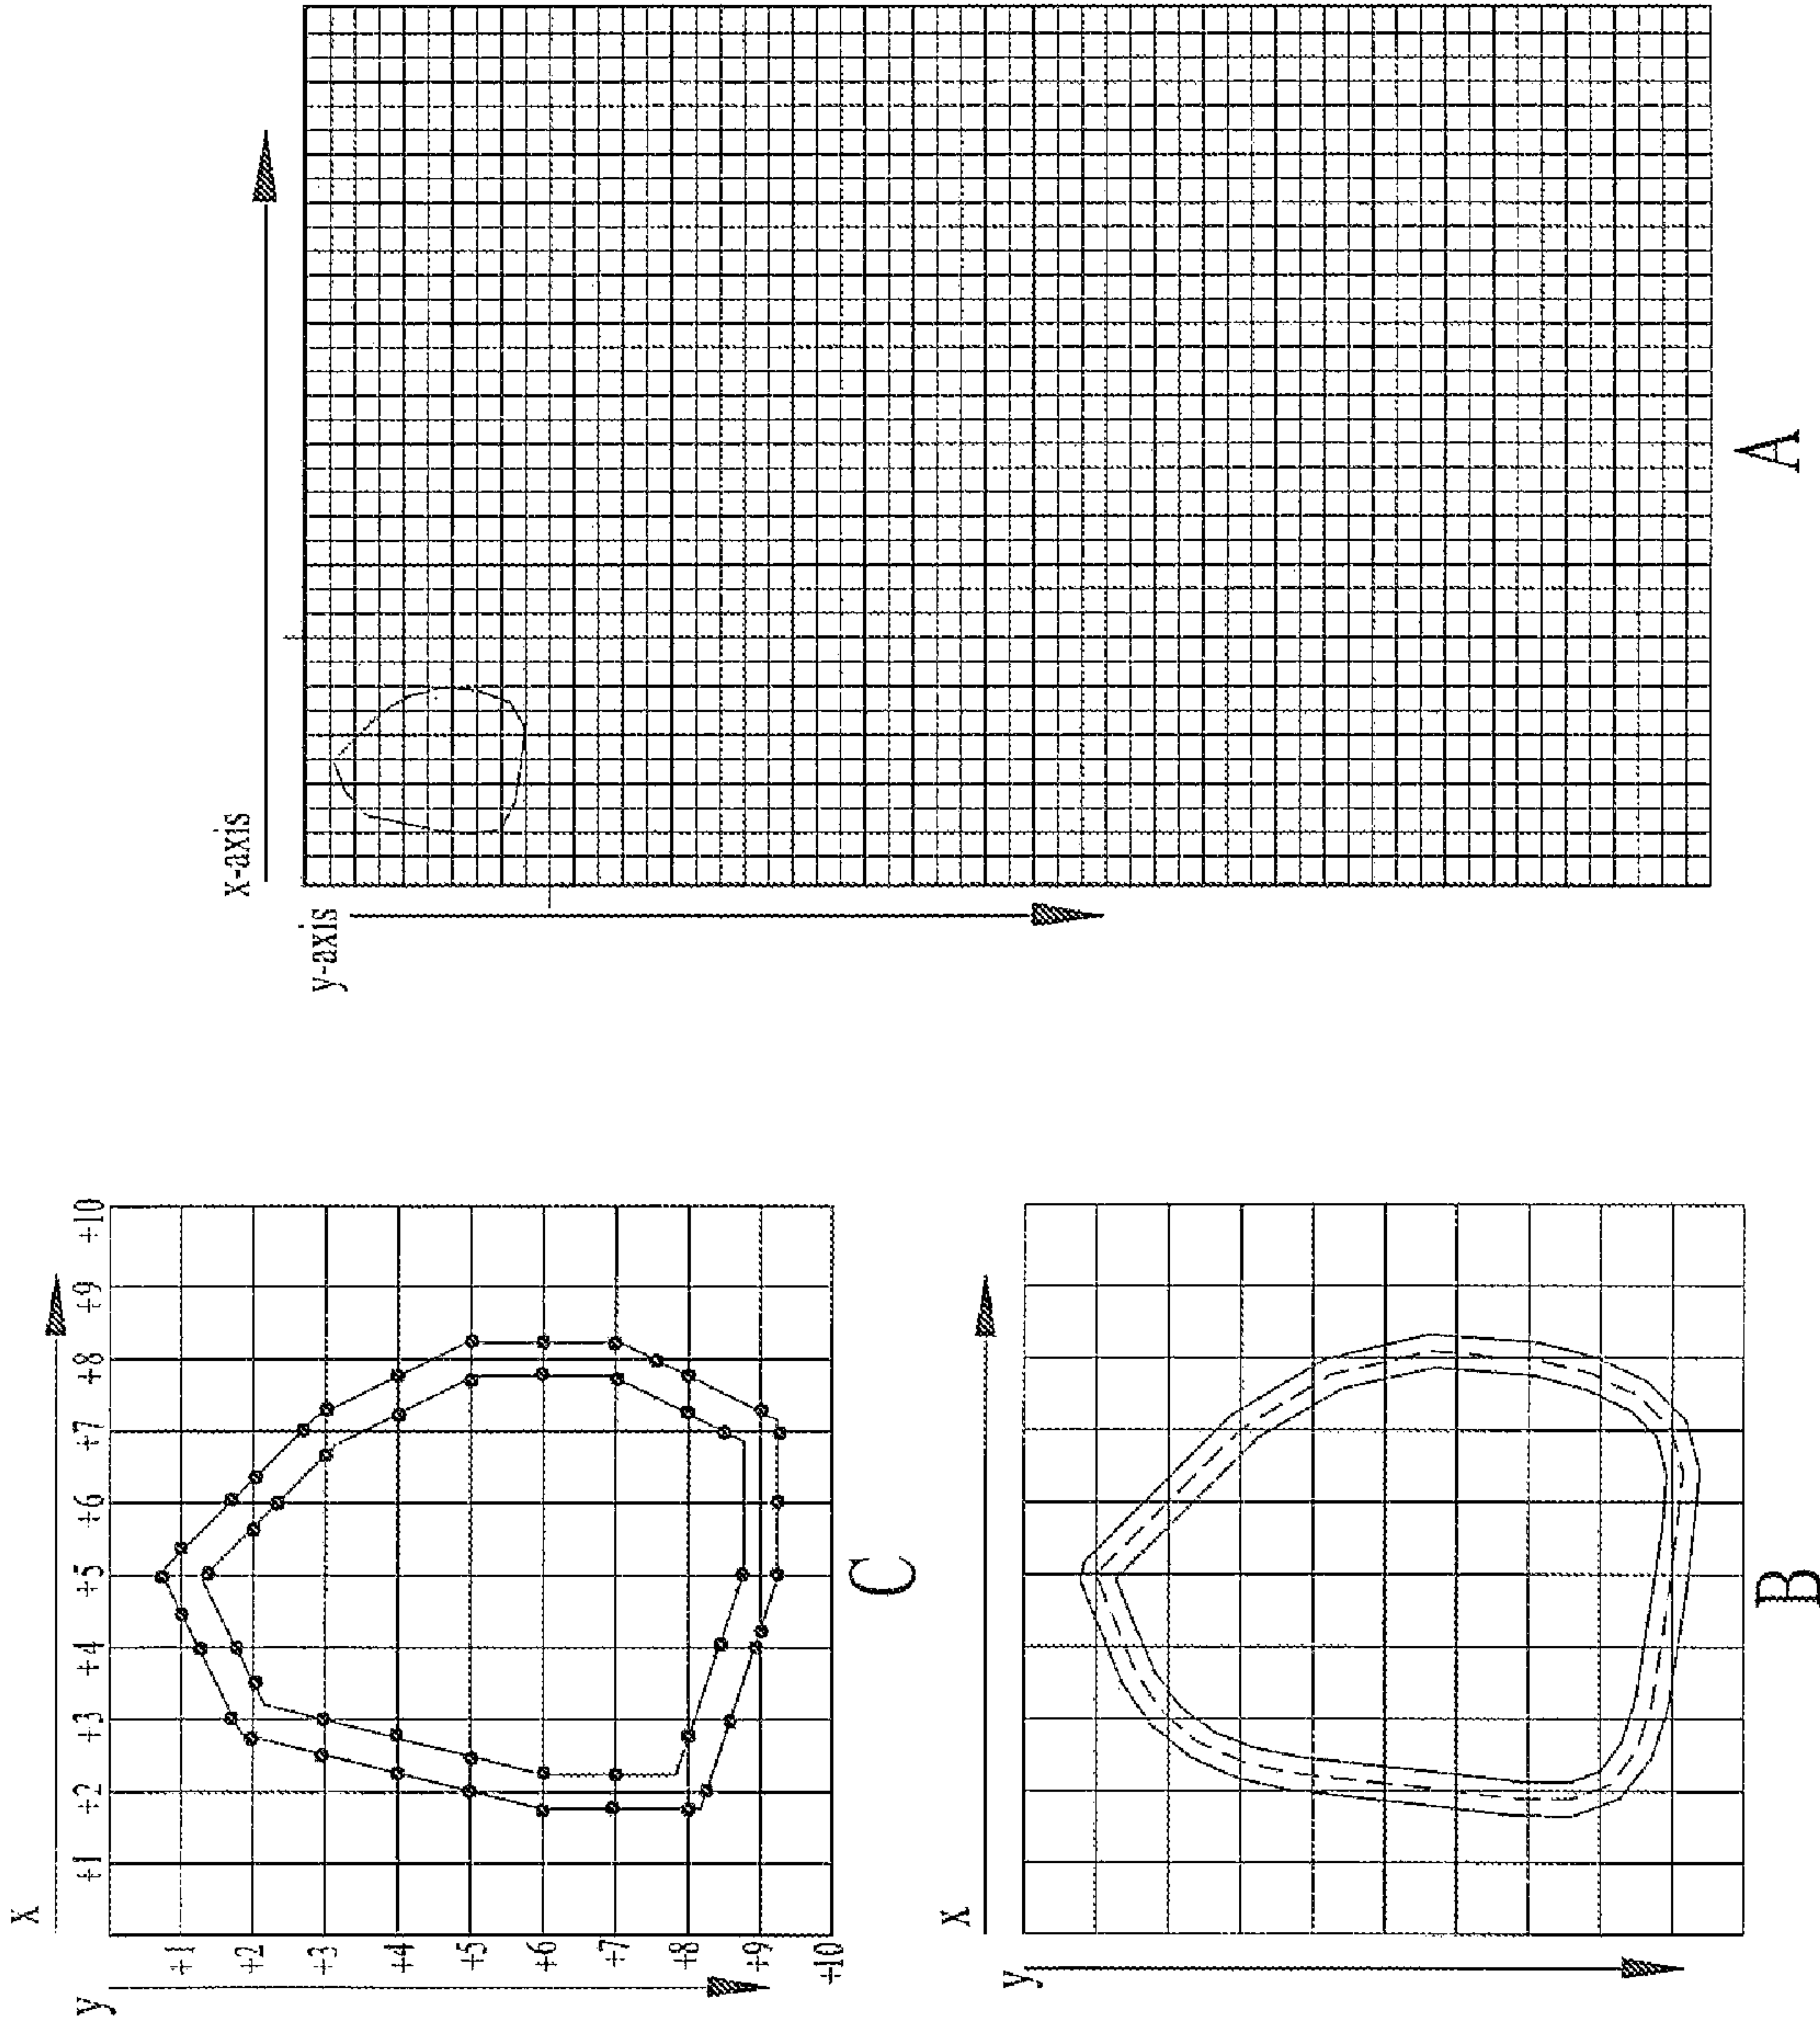 x
+1 +2 +3 +4 +5 +6 +7 +8 +9 +10
y
+1
+2
+3
+4
+5
+6
+7
+8
+9
+10
C
x
y
B
x-axis
y-axis
A